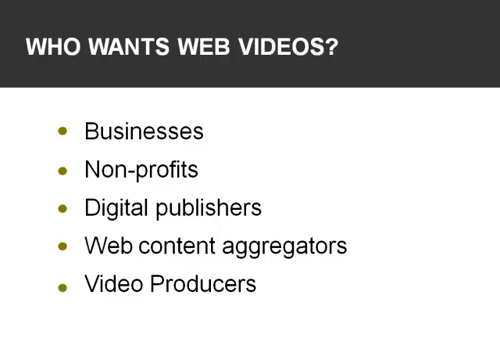 WHO WANTS WEB VIDEOS?
Businesses
Non-profits
Digital publishers
Web content aggregators
Video Producers